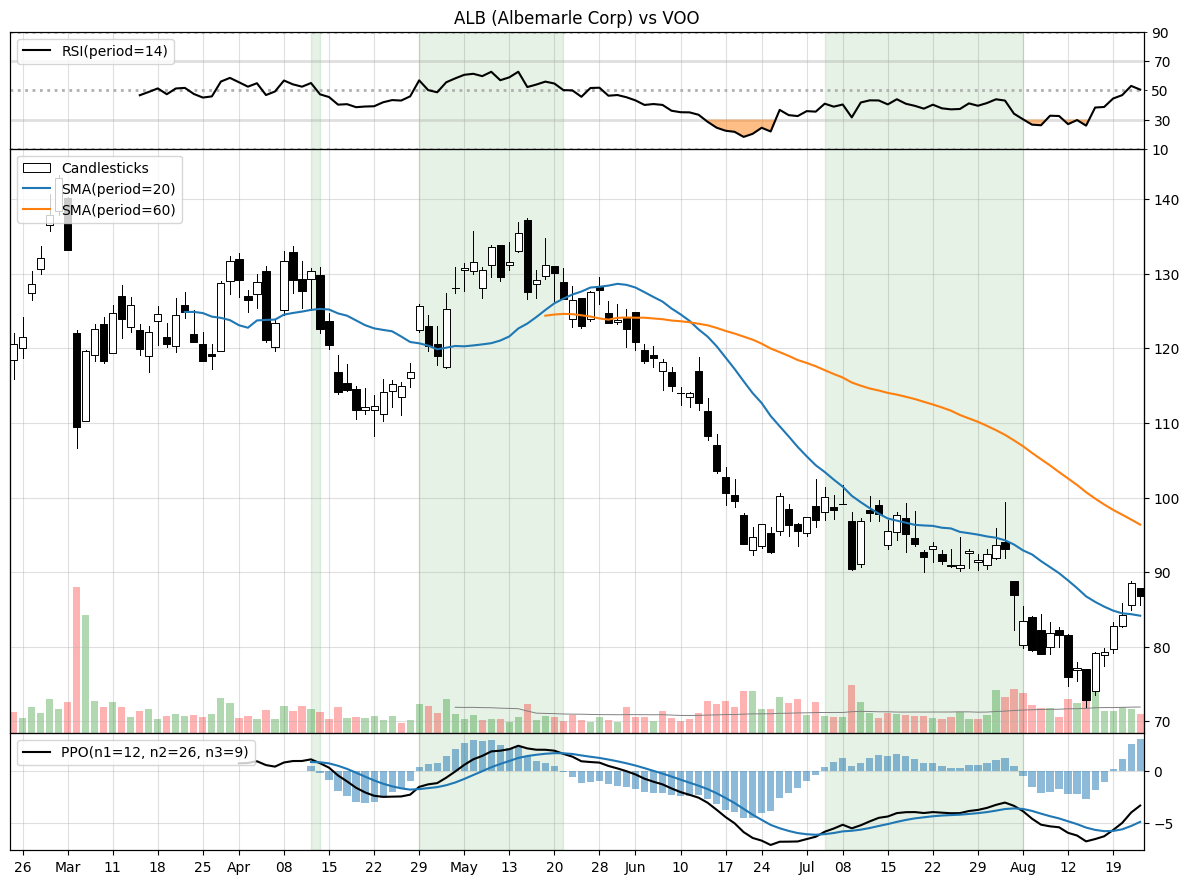 ALB (Albemarle Corp) vs VOO
RSI(period=14)
90
70
50
30
10
Candlesticks
SMA(period=20)
SMA(period=60)
140
130
120
110
100
90
80
70
PPO(n1=12, n2=26, n3=9)
0
−5
26 Mar 11 18 25 Apr 08 15 22 29 May 13 20 28 Jun 10 17 24 Jul 08 15 22 29 Aug 12 19